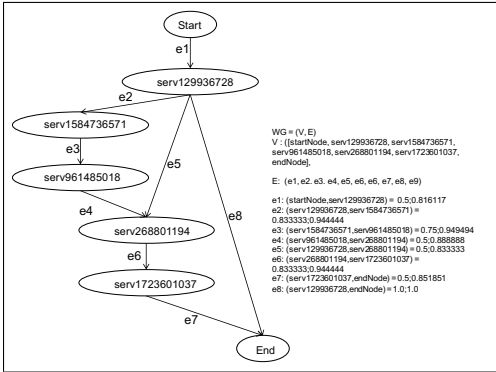 Start
e1
serv129936728
e2
serv1584736571
e3
e5
serv961485018
e4
e8
serv268801194
e6
serv1723601037
e7
End
WG = (V, E)
V : ([startNode, serv129936728, serv1584736571,
serv961485018, serv268801194, serv1723601037,
endNode],
E: (e1, e2. e3. e4, e5, e6, e6, e7, e8, e9)
e1: (startNode,serv129936728) = 0.5;0.816117
e2: (serv129936728,serv1584736571) =
0.833333;0.944444
e3: (serv1584736571,serv961485018) = 0.75;0.949494
e4: (serv961485018,serv268801194) = 0.5;0.888888
e5: (serv129936728,serv268801194) = 0.5;0.833333
e6: (serv268801194,serv1723601037) =
0.833333;0.944444
e7: (serv1723601037,endNode) = 0.5;0.851851
e8: (serv129936728,endNode) = 1.0;1.0